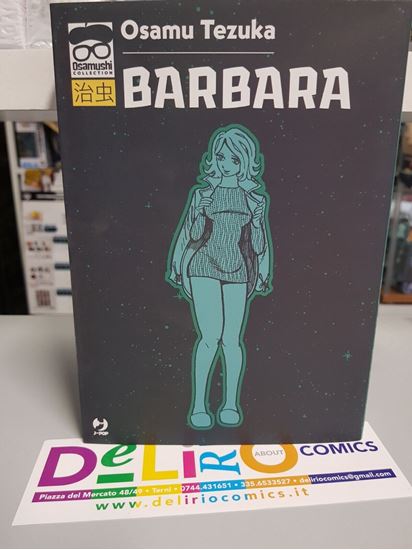 Osamushi
COLLECTION
治虫
Osamu Tezuka
BARBARA
J-POP
DeLiRiO
ABOUT
COMICS
Piazza del Mercato 48/49 • Terni • 0744.431651 • 335.6533527 • deliriocomics@gmail.com
www.deliriocomics.it